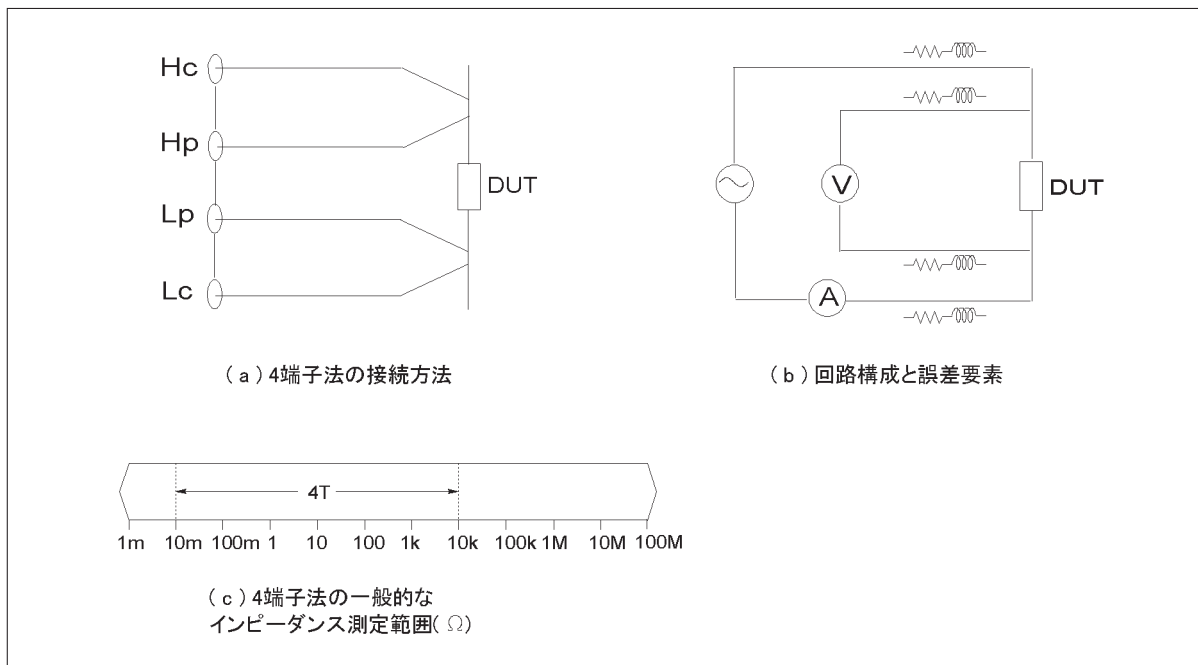 Hc
Hp
Lp
Lc
DUT
(a)4端子法の接続方法
V
A
DUT
(b)回路構成と誤差要素
4T
1m 10m 100m 1 10 100 1k 10k 100k 1M 10M 100M
(c)4端子法の一般的な
インピーダンス測定範囲(Ω)